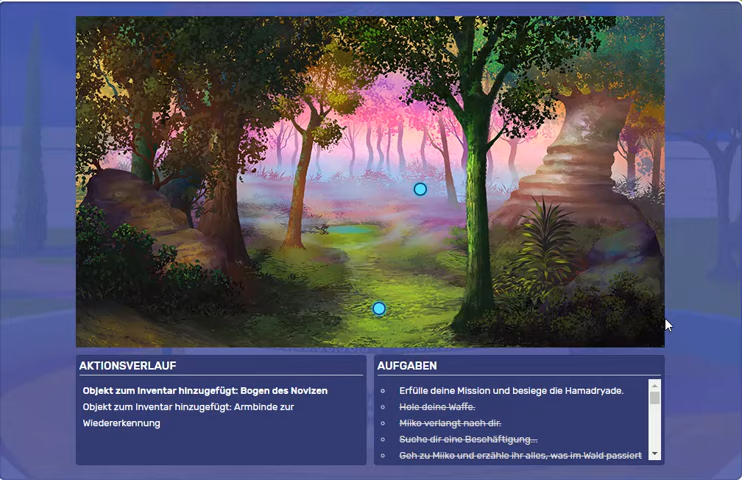 AKTIONSVERLAUF
Objekt zum Inventar hinzugefügt: Bogen des Novizen
Objekt zum Inventar hinzugefügt: Armbinde zur
Wiedererkennung
AUFGABEN
Erfülle deine Mission und besiege die Hamadryade.
Hole deine Waffe.
Miiko verlangt nach dir.
Suche dir eine Beschäftigung...
Geh zu Miiko und erzähle ihr alles, was im Wald passiert